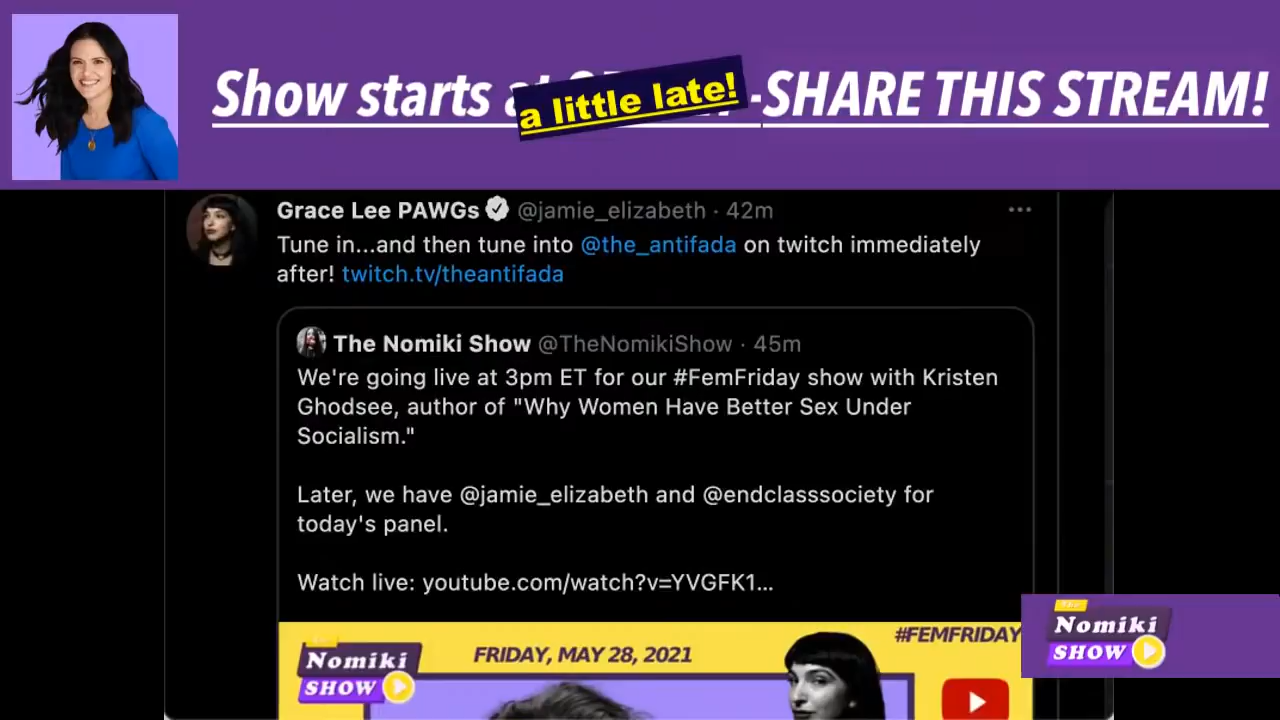 Show starts a little late! -SHARE THIS STREAM!
Grace Lee PAWGs @jamie_elizabeth · 42m
Tune in...and then tune into @the_antifada on twitch immediately
after! twitch.tv/theantifada
The Nomiki Show @TheNomikiShow · 45m
We're going live at 3pm ET for our #FemFriday show with Kristen
Ghodsee, author of "Why Women Have Better Sex Under
Socialism."
Later, we have @jamie_elizabeth and @endclasssociety for
today's panel.
Watch live: youtube.com/watch?v=YVGFK1...
Nomiki
SHOW
FRIDAY, MAY 28, 2021
#FEMFRIDAY
THE
Nomiki
SHOW